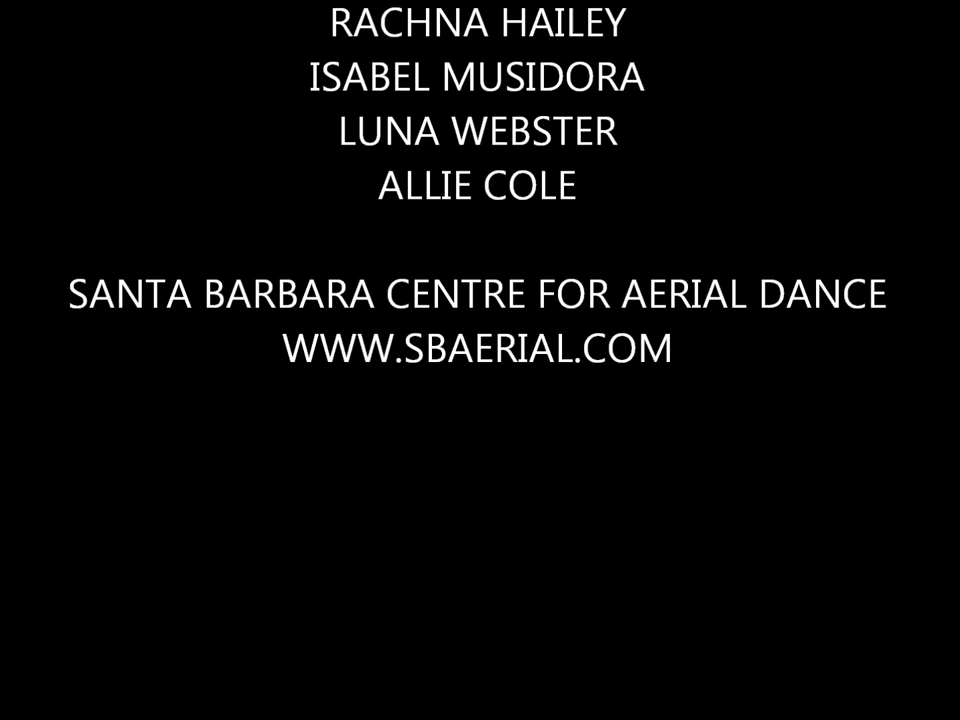 RACHNA HAILEY
ISABEL MUSIDORA
LUNA WEBSTER
ALLIE COLE
SANTA BARBARA CENTRE FOR AERIAL DANCE
WWW.SBAERIAL.COM